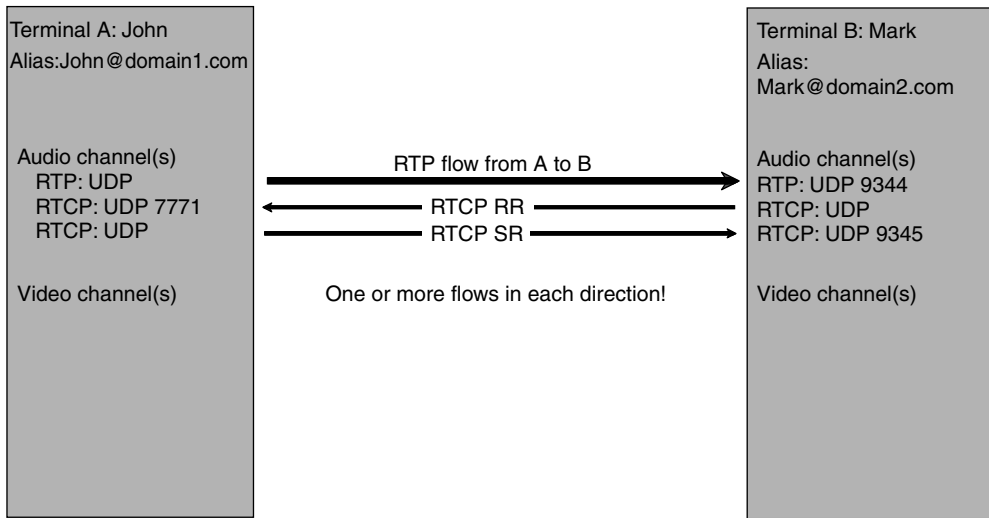 Terminal A: John
Alias:John@domain1.com
Audio channel(s)
RTP: UDP
RTCP: UDP 7771
RTCP: UDP
Video channel(s)
RTP flow from A to B
RTCP RR
RTCP SR
One or more flows in each direction!
Terminal B: Mark
Alias:
Mark@domain2.com
Audio channel(s)
RTP: UDP 9344
RTCP: UDP
RTCP: UDP 9345
Video channel(s)